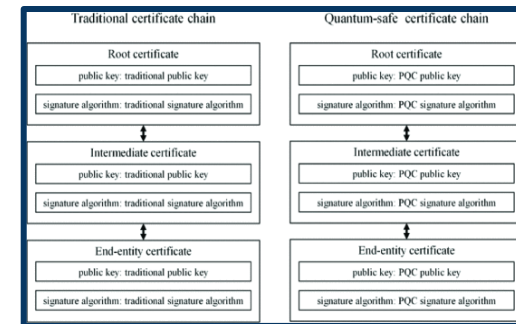 Traditional certificate chain
Root certificate
public key: traditional public key
signature algorithm: traditional signature algorithm
Intermediate certificate
public key: traditional public key
signature algorithm: traditional signature algorithm
End-entity certificate
public key: traditional public key
signature algorithm: traditional signature algorithm
Quantum-safe certificate chain
Root certificate
public key: PQC public key
signature algorithm: PQC signature algorithm
Intermediate certificate
public key: PQC public key
signature algorithm: PQC signature algorithm
End-entity certificate
public key: PQC public key
signature algorithm: PQC signature algorithm